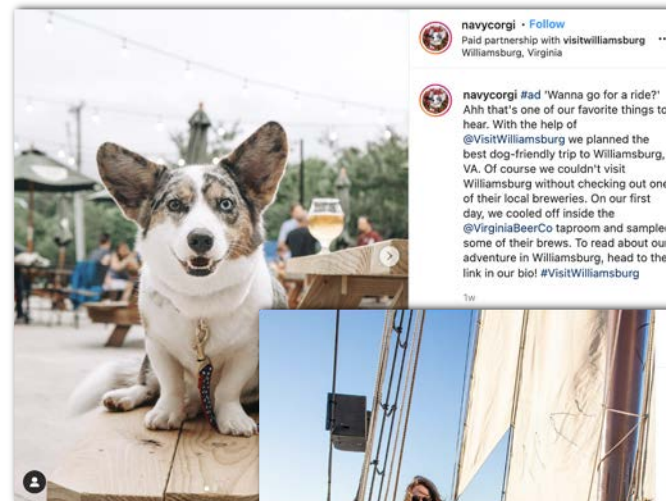 navycorgi • Follow
Paid partnership with visitwilliamsburg
Williamsburg, Virginia
navycorgi #ad 'Wanna go for a ride?'
Ahh that's one of our favorite things to
hear. With the help of
@VisitWilliamsburg we planned the
best dog-friendly trip to Williamsburg,
VA. Of course we couldn't visit
Williamsburg without checking out one
of their local breweries. On our first
day, we cooled off inside the
@VirginiaBeerCo taproom and sampled
some of their brews. To read about our
adventure in Williamsburg, head to the
link in our bio! #VisitWilliamsburg
1w